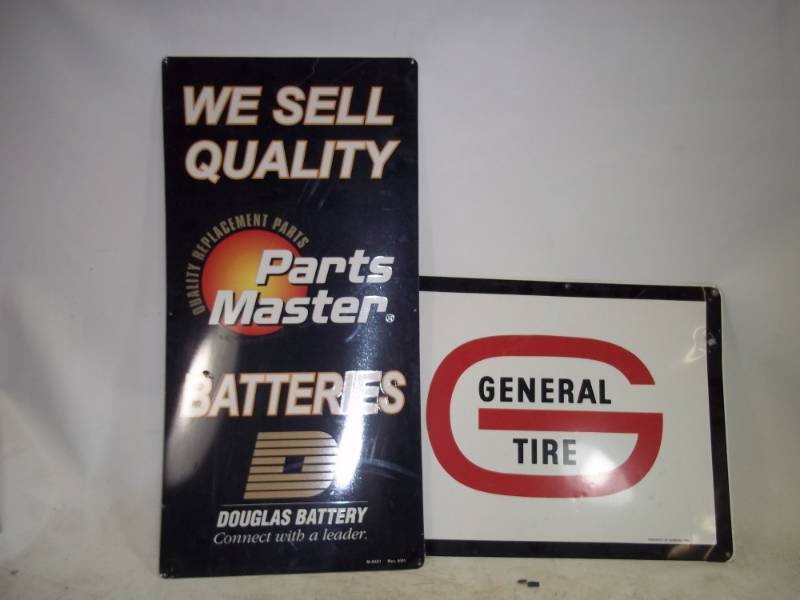 WE SELL
QUALITY
QUALITY REPLACEMENT PARTS
Parts
Master®
BATTERIES
D
DOUGLAS BATTERY
Connect with a leader.
GENERAL
TIRE